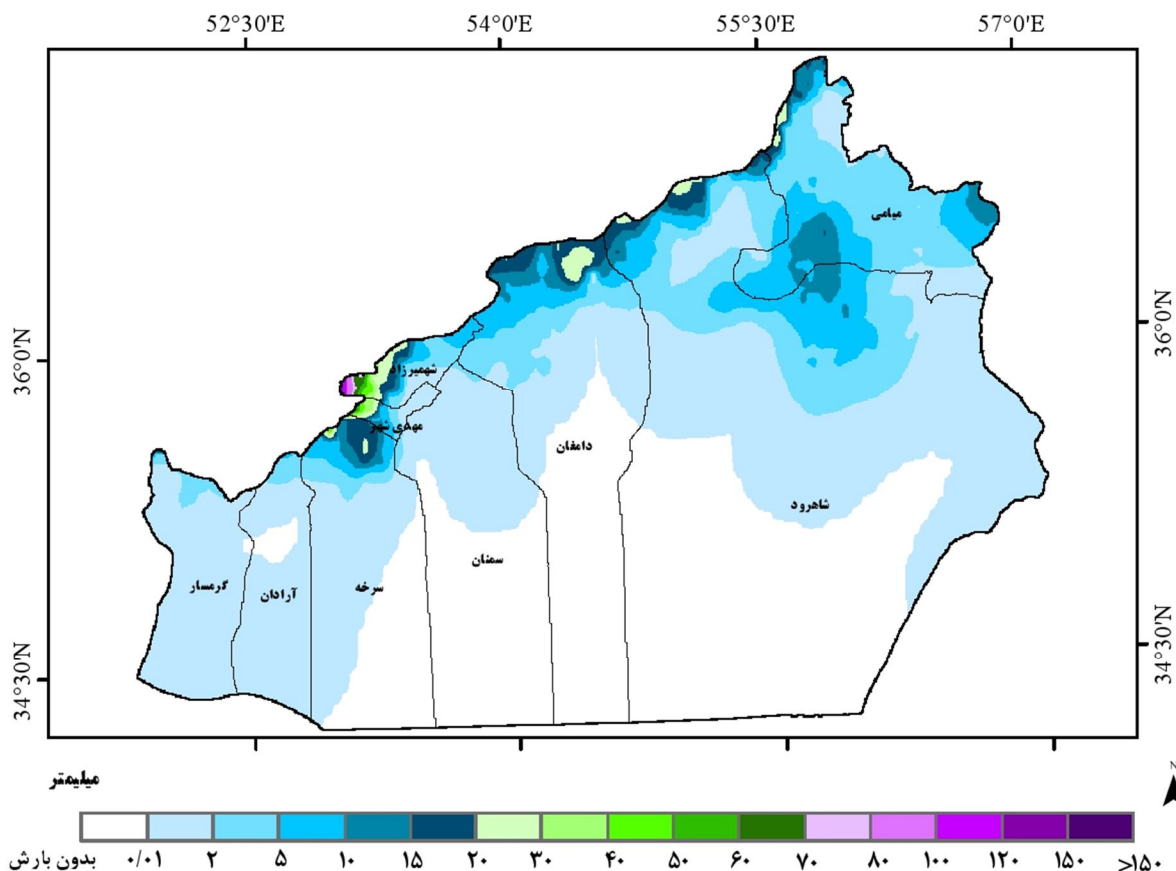 52°30'E 54°0'E 55°30'E 57°0'E
36°0'N
34°30'N
36°0'N
34°30'N
میامی
شهمیرزاد
مهدی شهر
دامغان
شاهرود
سمنان
سرخه
آرادان
گرمسار
میلیمتر
N
بدون بارش ۰/۰۱ ۲ ۵ ۱۰ ۱۵ ۲۰ ۳۰ ۴۰ ۵۰ ۶۰ ۷۰ ۸۰ ۱۰۰ ۱۲۰ ۱۵۰ >۱۵۰